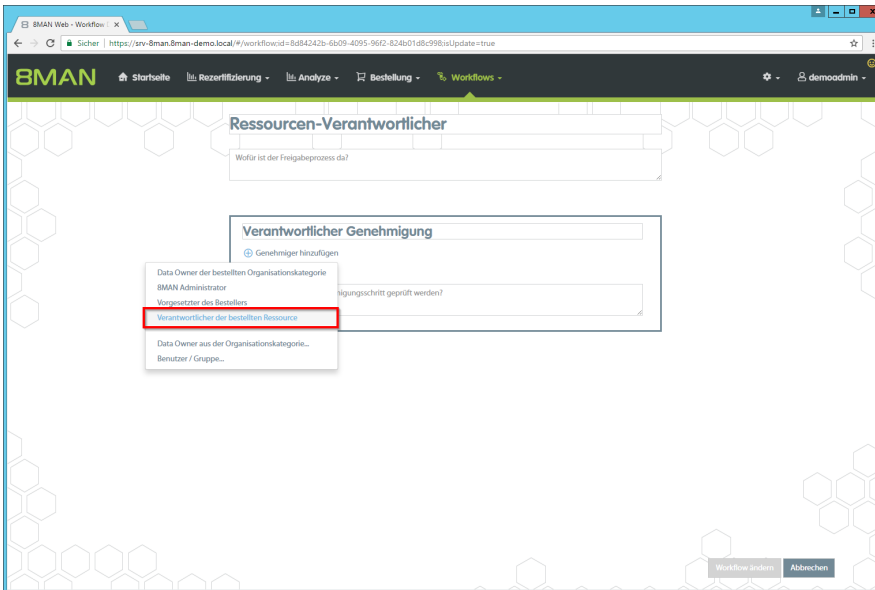 8MAN Web - Workflow
Sicher | https://srv-8man.8man-demo.local/#/workflow;id=8d84242b-6b09-4095-96f2-824b01d8c998;isUpdate=true
8MAN Startseite Rezertifizierung Analyze Bestellung Workflows demoadmin
Ressourcen-Verantwortlicher
Wofür ist der Freigabeprozess da?
Verantwortlicher Genehmigung
Genehmiger hinzufügen
Data Owner der bestellten Organisationskategorie
8MAN Administrator
nigungsschritt geprüft werden?
Vorgesetzter des Bestellers
Verantwortlicher der bestellten Ressource
Data Owner aus der Organisationskategorie...
Benutzer / Gruppe...
Workflow ändern Abbrechen